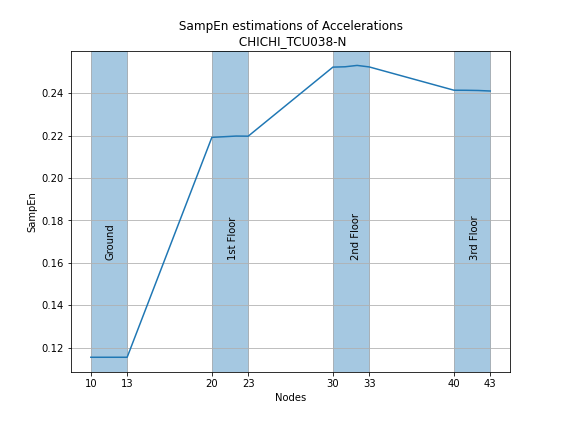 SampEn estimations of Accelerations
CHICHI_TCU038-N
SampEn
0.24
0.22
0.20
0.18
0.16
0.14
0.12
Ground
1st Floor
2nd Floor
3rd Floor
10 13 20 23 30 33 40 43
Nodes